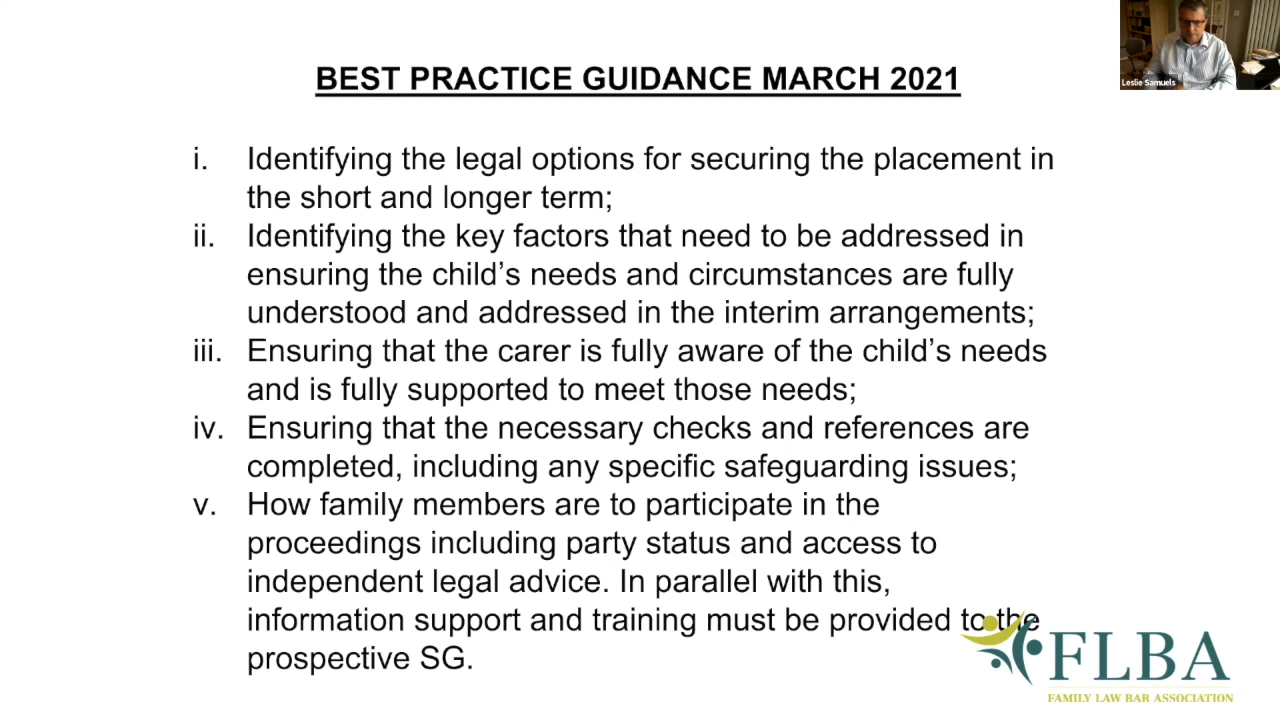 BEST PRACTICE GUIDANCE MARCH 2021
Leslie Samuels
i. Identifying the legal options for securing the placement in
the short and longer term;
ii. Identifying the key factors that need to be addressed in
ensuring the child’s needs and circumstances are fully
understood and addressed in the interim arrangements;
iii. Ensuring that the carer is fully aware of the child’s needs
and is fully supported to meet those needs;
iv. Ensuring that the necessary checks and references are
completed, including any specific safeguarding issues;
v. How family members are to participate in the
proceedings including party status and access to
independent legal advice. In parallel with this,
information support and training must be provided to the
prospective SG.
FLBA
FAMILY LAW BAR ASSOCIATION